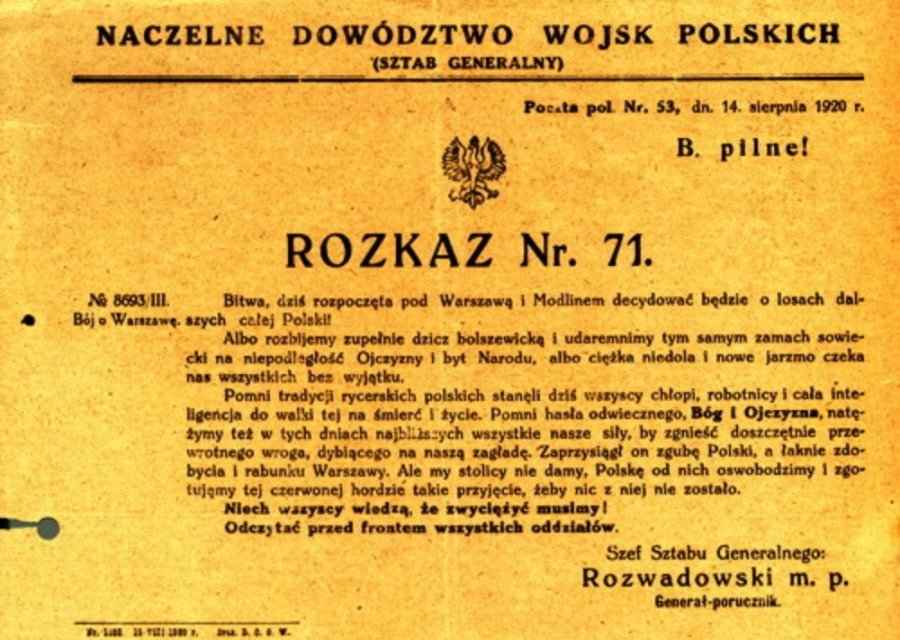 NACZELNE DOWÓDZTWO WOJSK POLSKICH
(SZTAB GENERALNY)
Poczta pol. Nr. 53, dn. 14. sierpnia 1920 r.
B. pilne!
ROZKAZ Nr. 71.
№ 8693/III.
Bój o Warszawę.
Bitwa, dziś rozpoczęta pod Warszawą i Modlinem decydować będzie o losach dal-
szych całej Polski!
Albo rozbijemy zupełnie dzicz bolszewicką i udaremnimy tym samym zamach sowie-
cki na niepodległość Ojczyzny i byt Narodu, albo ciężka niedola i nowe jarzmo czeka
nas wszystkich bez wyjątku.
Pomni tradycji rycerskich polskich stanęli dziś wszyscy chłopi, robotnicy i cała inte-
ligencja do walki tej na śmierć i życie. Pomni hasła odwiecznego, Bóg i Ojczyzna, natę-
żymy też w tych dniach najbliższych wszystkie nasze siły, by zgnieść doszczętnie prze-
wrotnego wroga, dybiącego na naszą zagładę. Zaprzysiągł on zgubę Polski, a łaknie zdo-
bycia i rabunku Warszawy. Ale my stolicy nie damy, Polskę od nich oswobodzimy i zgo-
tujemy tej czerwonej hordzie takie przyjęcie, żeby nic z niej nie zostało.
Niech wszyscy wiedzą, że zwyciężyć musimy!
Odczytać przed frontem wszystkich oddziałów.
Szef Sztabu Generalnego:
Rozwadowski m. p.
Generał-porucznik.